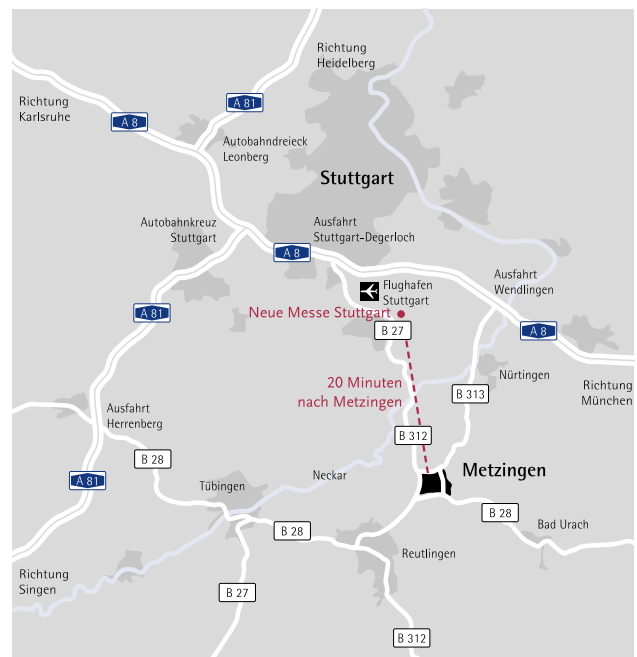 Richtung
Heidelberg
Richtung
Karlsruhe
A 81
A 8
Autobahndreieck
Leonberg
Stuttgart
Autobahnkreuz
Stuttgart
Ausfahrt
Stuttgart-Degerloch
A 8
Flughafen
Stuttgart
Ausfahrt
Wendlingen
A 81
Neue Messe Stuttgart
B 27
A 8
20 Minuten
nach Metzingen
Nürtingen
Richtung
München
B 313
Ausfahrt
Herrenberg
B 312
B 28
Neckar
Metzingen
A 81
Tübingen
B 28
B 28
Bad Urach
Reutlingen
Richtung
Singen
B 27
B 312